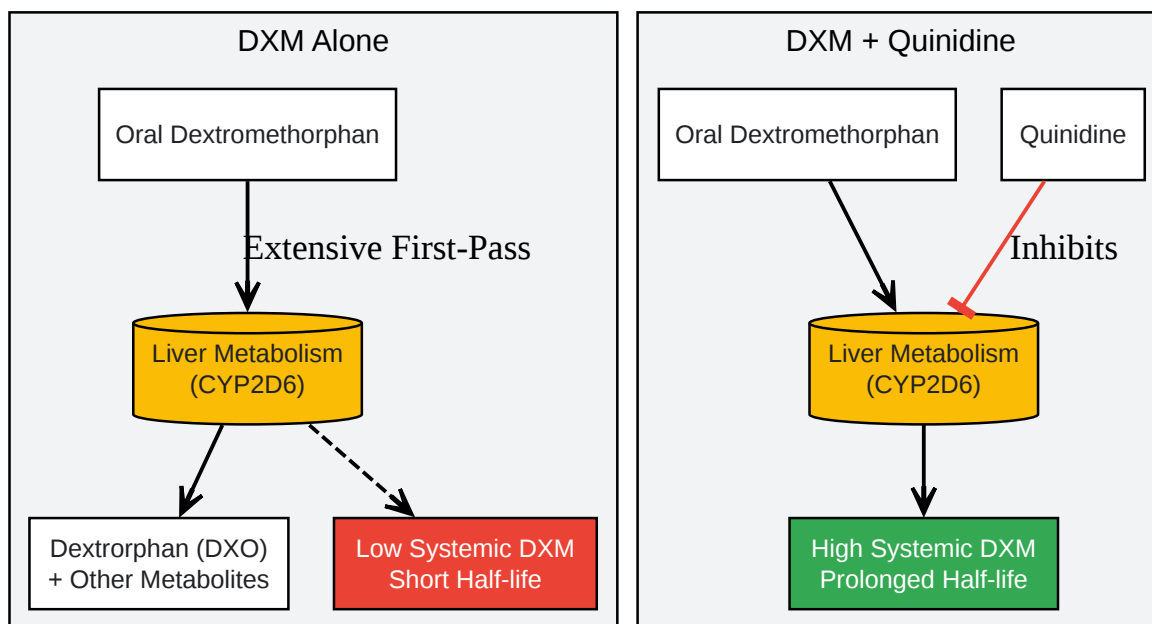 DXM Alone
Oral Dextromethorphan
Extensive First-Pass
Liver Metabolism
(CYP2D6)
Dextrorphan (DXO)
+ Other Metabolites
Low Systemic DXM
Short Half-life
DXM + Quinidine
Oral Dextromethorphan
Quinidine
Inhibits
Liver Metabolism
(CYP2D6)
High Systemic DXM
Prolonged Half-life